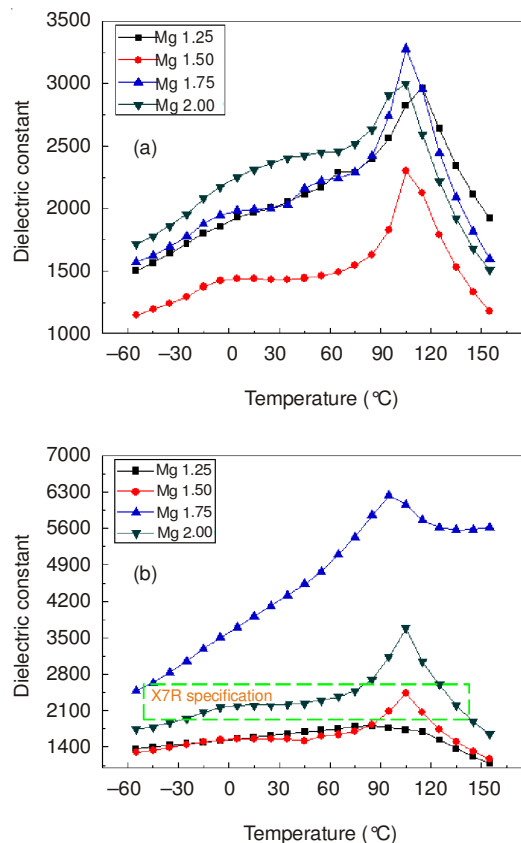 3500
3000
2500
2000
1500
1000
Dielectric constant
Mg 1.25
Mg 1.50
Mg 1.75
Mg 2.00
(a)
–60 –30 0 30 60 90 120 150
Temperature (°C)
7000
6300
5600
4900
4200
3500
2800
2100
1400
Dielectric constant
Mg 1.25
Mg 1.50
Mg 1.75
Mg 2.00
(b)
X7R specification
–60 –30 0 30 60 90 120 150
Temperature (°C)